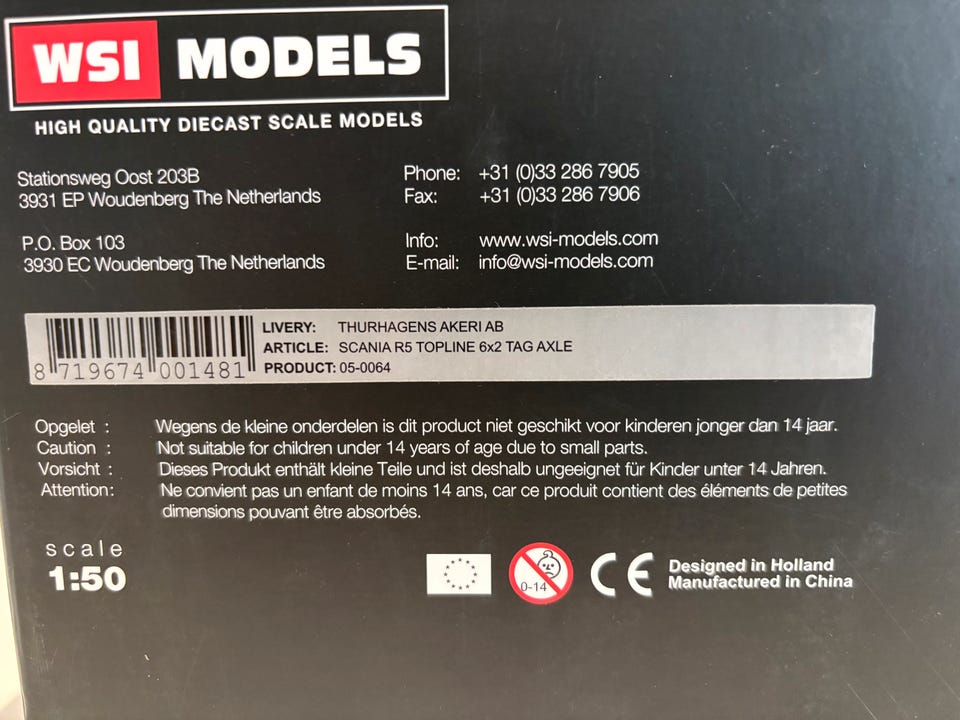 WSI MODELS
HIGH QUALITY DIECAST SCALE MODELS
Stationsweg Oost 203B
3931 EP Woudenberg The Netherlands
P.O. Box 103
3930 EC Woudenberg The Netherlands
Phone: +31 (0)33 286 7905
Fax: +31 (0)33 286 7906
Info: www.wsi-models.com
E-mail: info@wsi-models.com
8 719674 001481
LIVERY: THURHAGENS AKERI AB
ARTICLE: SCANIA R5 TOPLINE 6x2 TAG AXLE
PRODUCT: 05-0064
Opgelet : Wegens de kleine onderdelen is dit product niet geschikt voor kinderen jonger dan 14 jaar.
Caution : Not suitable for children under 14 years of age due to small parts.
Vorsicht : Dieses Produkt enthält kleine Teile und ist deshalb ungeeignet für Kinder unter 14 Jahren.
Attention: Ne convient pas un enfant de moins 14 ans, car ce produit contient des éléments de petites
dimensions pouvant être absorbés.
scale
1:50
0-14
CE
Designed in Holland
Manufactured in China